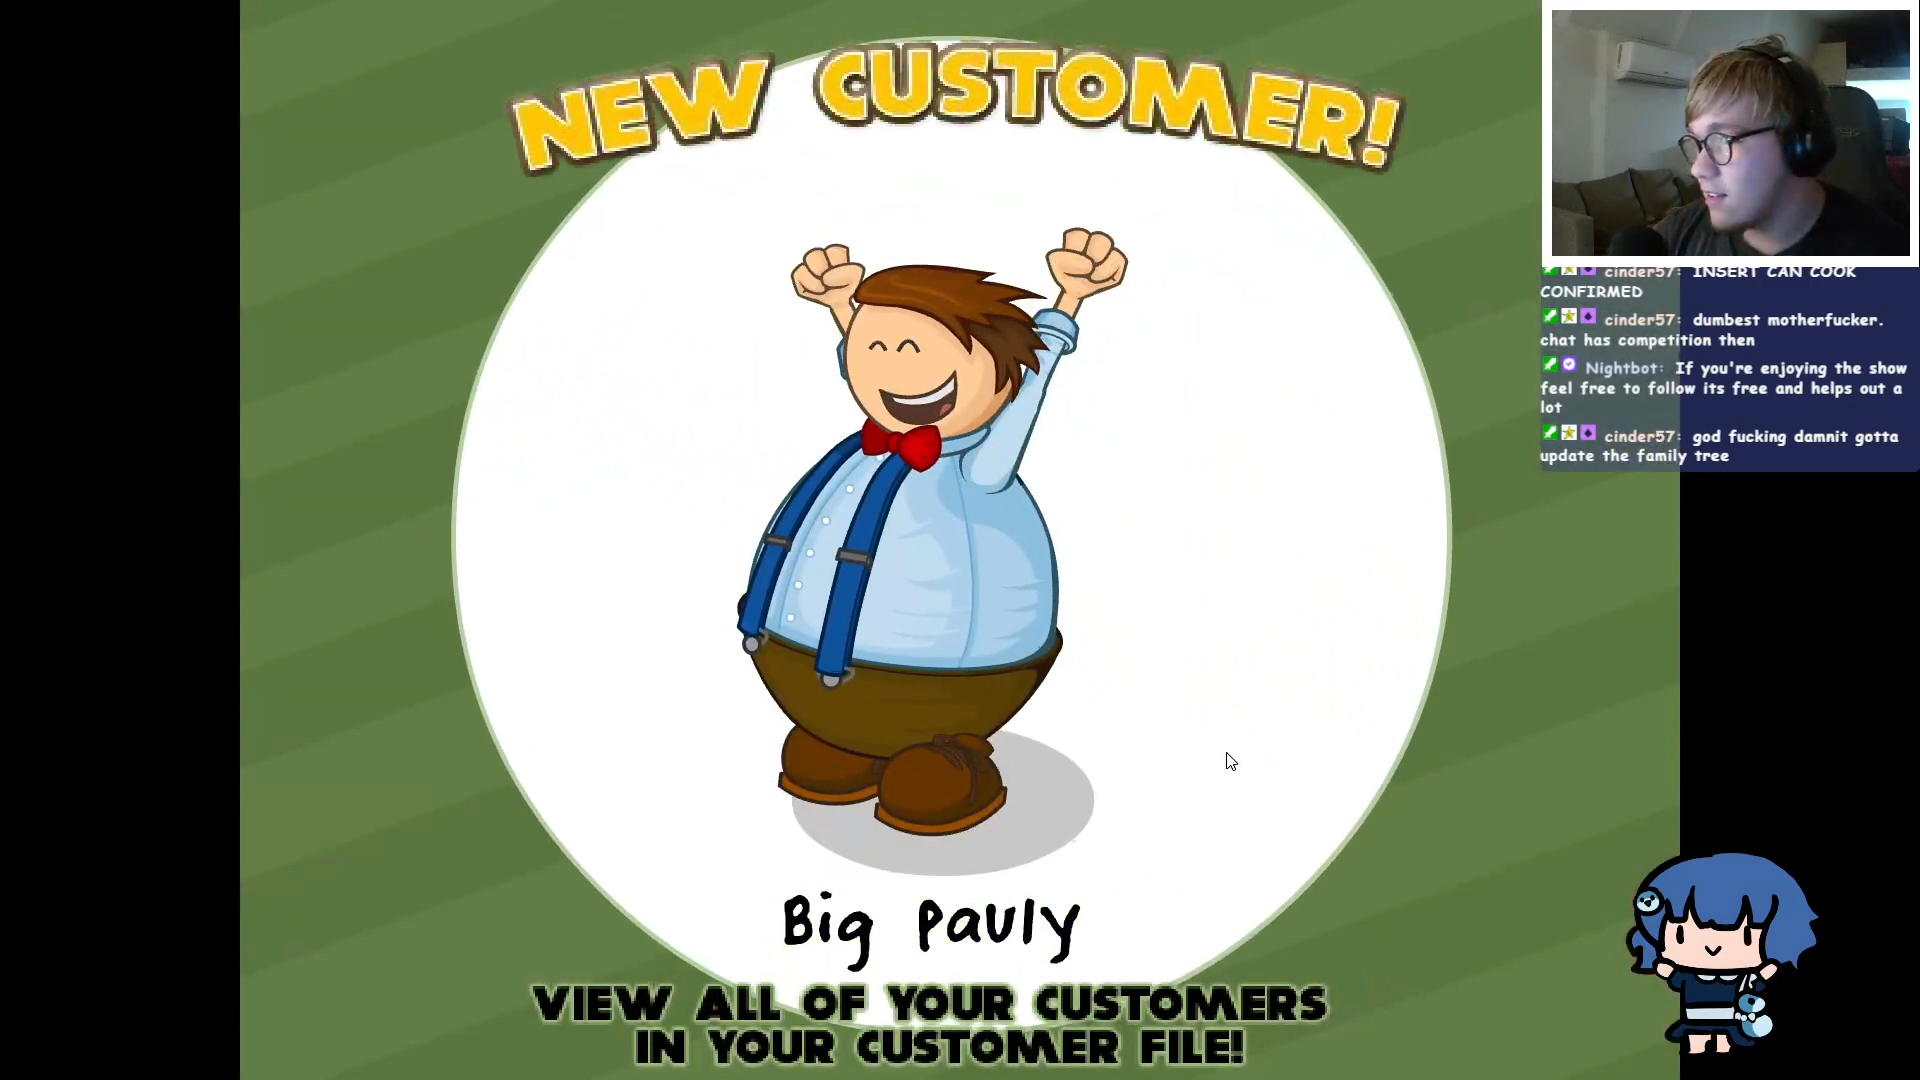 NEW CUSTOMER!
cinder57: INSERT CAN COOK
CONFIRMED
cinder57: dumbest motherfucker.
chat has competition then
Nightbot: If you're enjoying the show
feel free to follow its free and helps out a
lot
cinder57: god fucking damnit gotta
update the family tree
Big Pauly
VIEW ALL OF YOUR CUSTOMERS
IN YOUR CUSTOMER FILE!